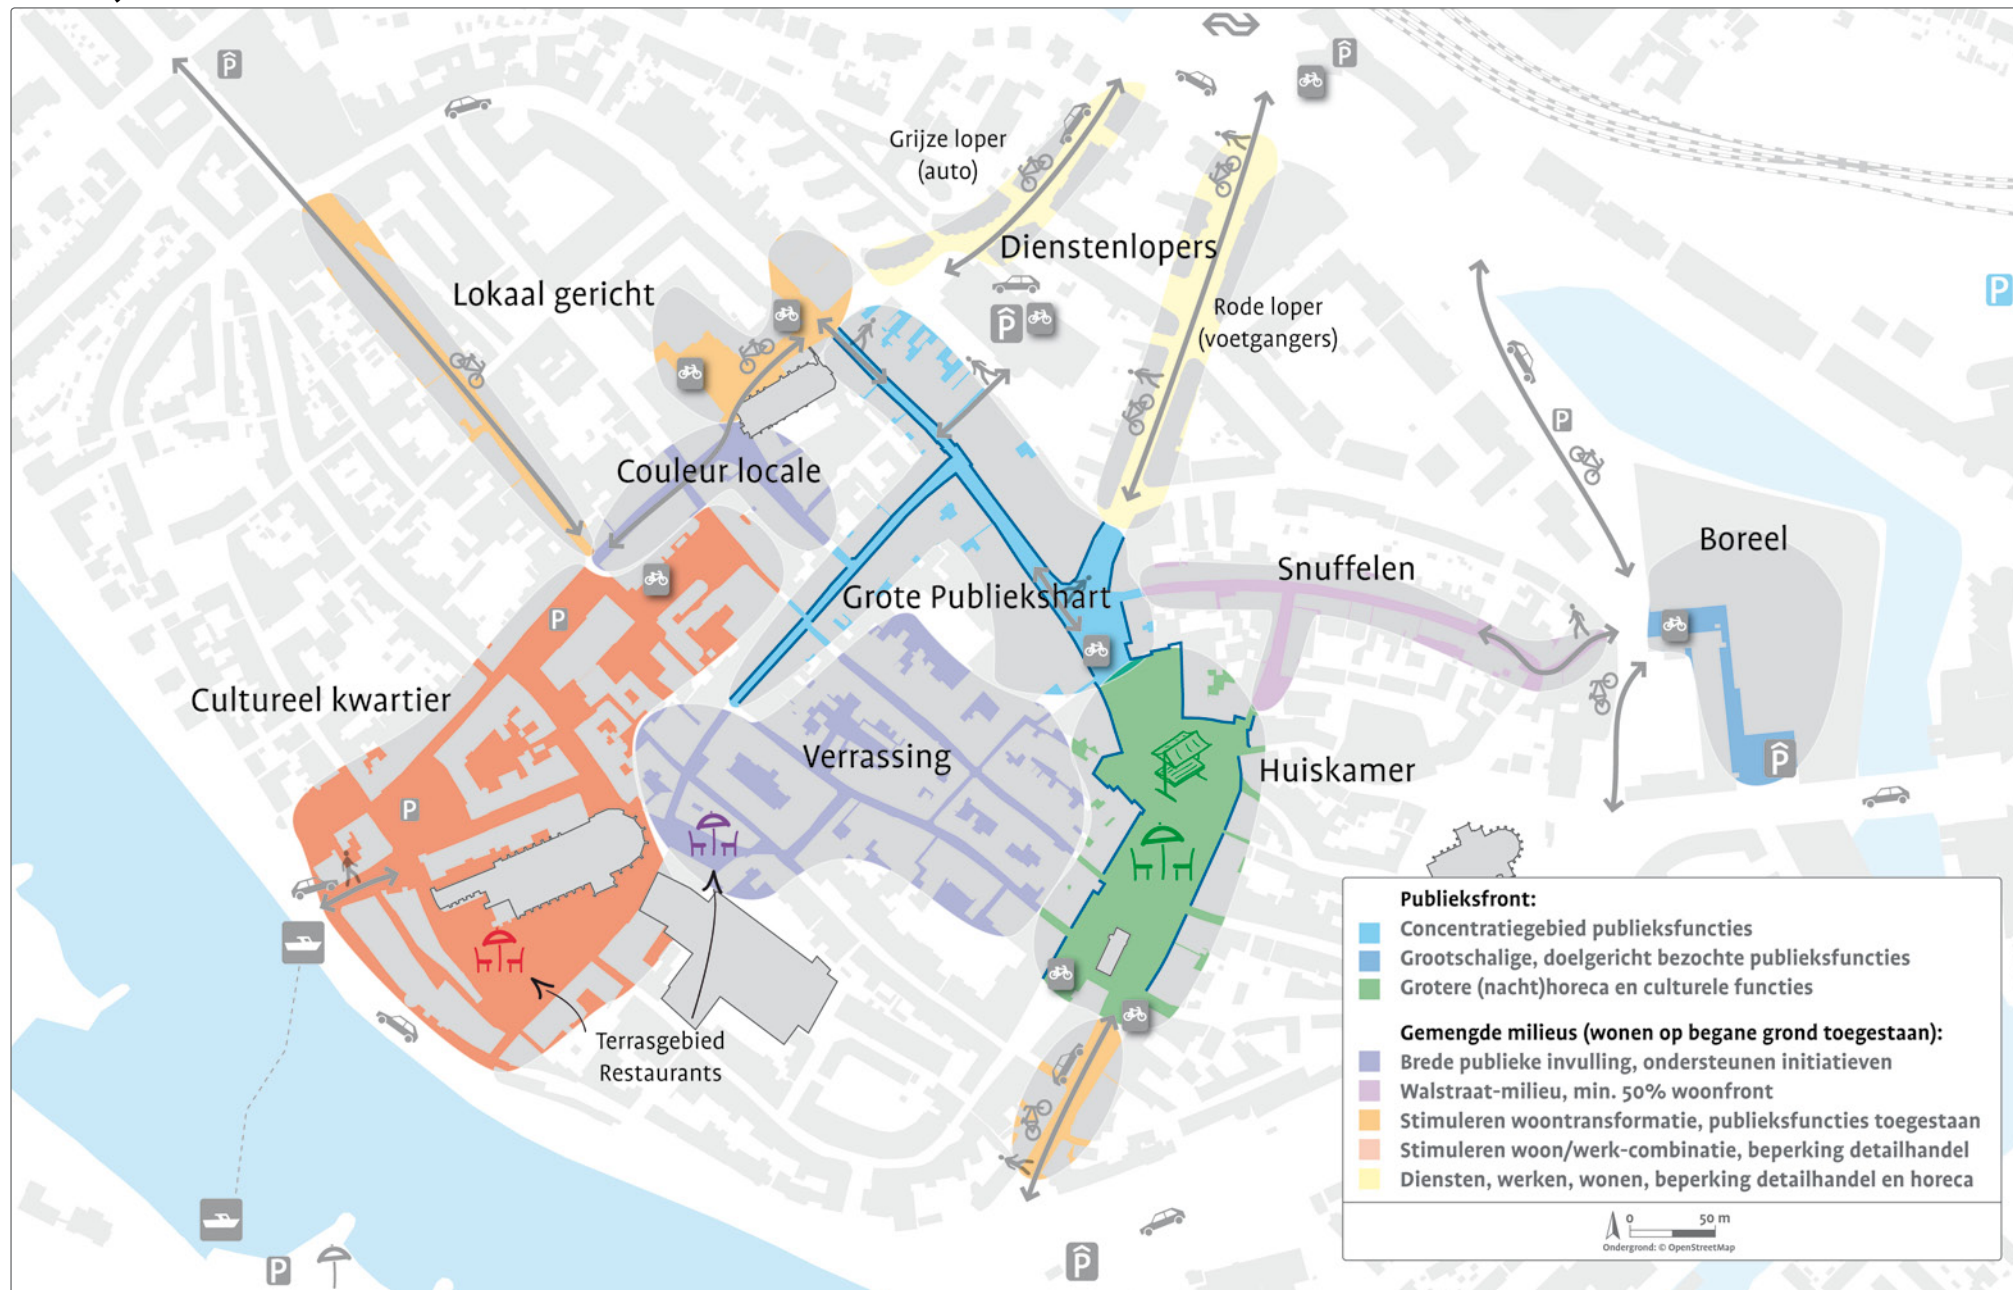 P
P
Grijze loper
(auto)
Dienstenlopers
Lokaal gericht
P
P
Rode loper
(voetgangers)
P
Couleur locale
Snuffelen
Boreel
Grote Publiekshart
P
Cultureel kwartier
Verrassing
Huiskamer
P
P
Terrasgebied
Restaurants
P
P
Publieksfront:
Concentratiegebied publieksfuncties
Grootschalige, doelgericht bezochte publieksfuncties
Grotere (nacht)horeca en culturele functies
Gemengde milieus (wonen op begane grond toegestaan):
Brede publieke invulling, ondersteunen initiatieven
Walstraat-milieu, min. 50% woonfront
Stimuleren woontransformatie, publieksfuncties toegestaan
Stimuleren woon/werk-combinatie, beperking detailhandel
Diensten, werken, wonen, beperking detailhandel en horeca
0 50 m
Ondergrond: © OpenStreetMap